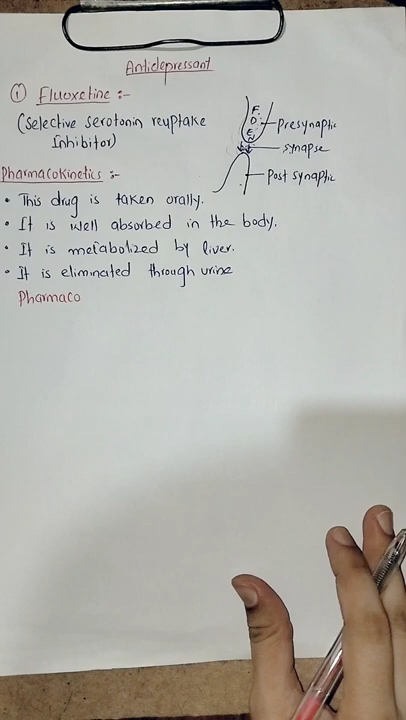 Antidepressant
① Fluoxetine :-
(Selective serotonin reuptake
Inhibitor)
F
D
E
N
Presynaptic
synapse
Post synaptic
Pharmacokinetics :-
• This drug is taken orally.
• It is well absorbed in the body.
• It is metabolized by liver.
• It is eliminated through urine
Pharmaco